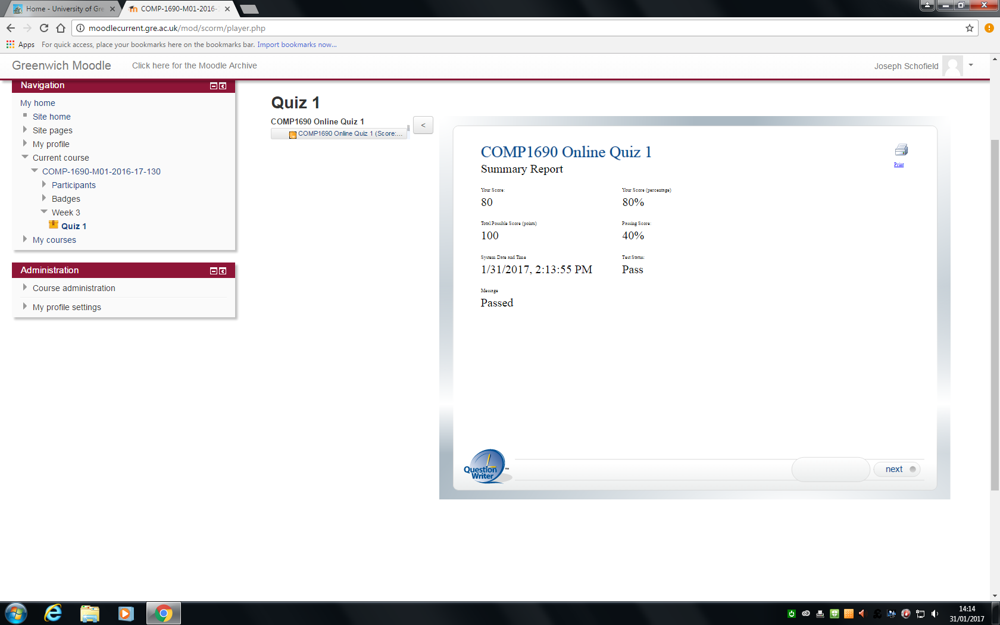 Home - University of Gre
COMP-1690-M01-2016-
moodlecurrent.gre.ac.uk/mod/scorm/player.php
Apps
For quick access, place your bookmarks here on the bookmarks bar. Import bookmarks now...
Greenwich Moodle
Click here for the Moodle Archive
Joseph Schofield
Navigation
My home
Site home
Site pages
My profile
Current course
COMP-1690-M01-2016-17-130
Participants
Badges
Week 3
Quiz 1
My courses
Administration
Course administration
My profile settings
Quiz 1
COMP1690 Online Quiz 1
COMP1690 Online Quiz 1 (Score:...
<
COMP1690 Online Quiz 1
Summary Report
Print
Your Score:
80
Your Score (percentage)
80%
Total Possible Score (points)
100
Passing Score:
40%
System Date and Time
1/31/2017, 2:13:55 PM
Test Status:
Pass
Message
Passed
Question
Writer ™
next
14:14
31/01/2017